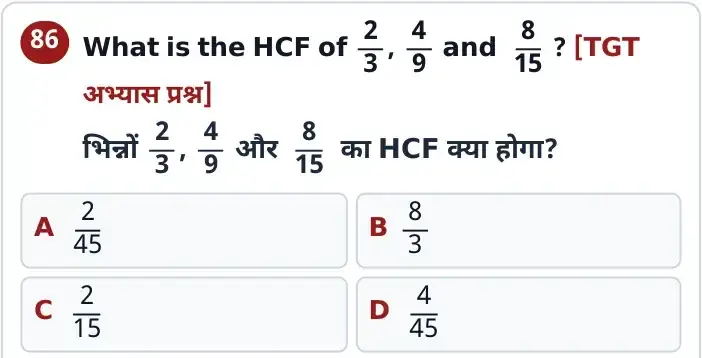 86 What is the HCF of 2/3, 4/9 and 8/15 ? [TGT
अभ्यास प्रश्न]
भिन्नों 2/3, 4/9 और 8/15 का HCF क्या होगा?
A 2/45
B 8/3
C 2/15
D 4/45